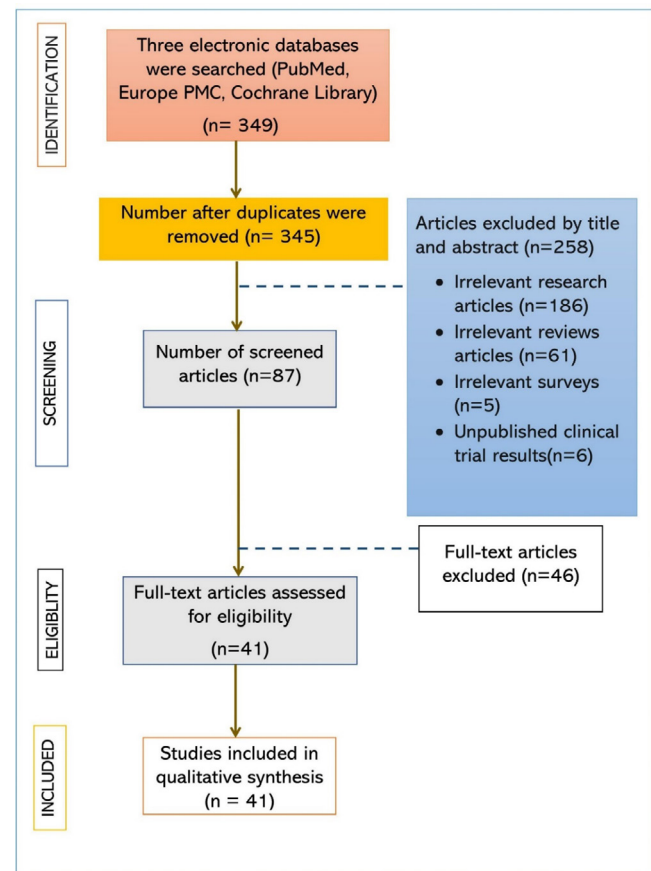 IDENTIFICATION
Three electronic databases
were searched (PubMed,
Europe PMC, Cochrane Library)
(n= 349)
Number after duplicates were
removed (n= 345)
Articles excluded by title
and abstract (n=258)
• Irrelevant research
articles (n=186)
• Irrelevant reviews
articles (n=61)
• Irrelevant surveys
(n=5)
• Unpublished clinical
trial results(n=6)
SCREENING
Number of screened
articles (n=87)
Full-text articles
excluded (n=46)
ELIGIBLITY
Full-text articles assessed
for eligibility
(n=41)
INCLUDED
Studies included in
qualitative synthesis
(n = 41)